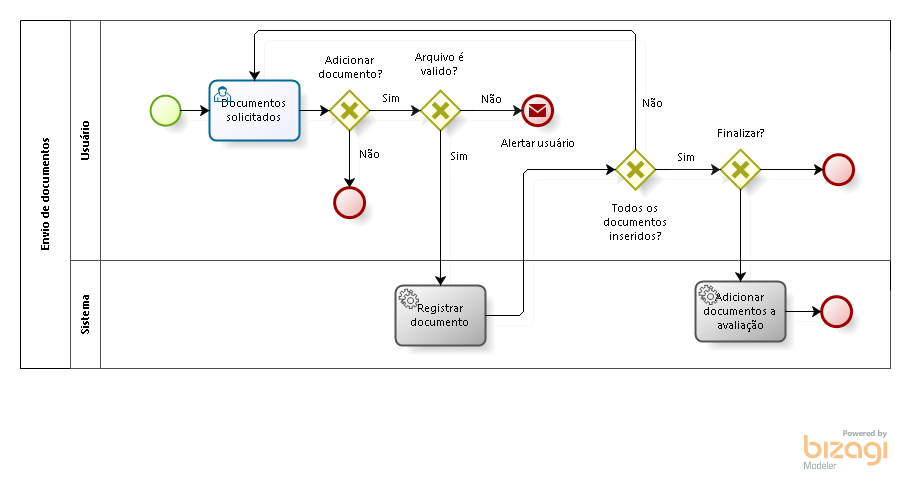 Envio de documentos
Usuário
Sistema
Documentos
solicitados
Adicionar
documento?
Sim
Não
Arquivo é
valido?
Não
Sim
Alertar usuário
Não
Todos os
documentos
inseridos?
Sim
Finalizar?
Registrar
documento
Adicionar
documentos a
avaliação
Powered by
bizagi
Modeler